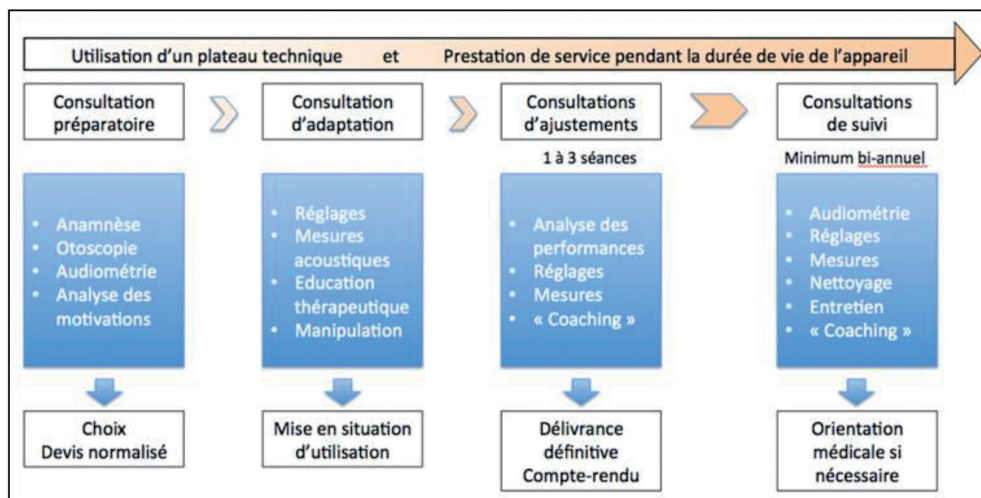 Utilisation d'un plateau technique et Prestation de service pendant la durée de vie de l'appareil
Consultation
préparatoire
Consultation
d'adaptation
Consultations
d'ajustements
Consultations
de suivi
1 à 3 séances
Minimum bi-annuel
• Anamnèse
• Otoscopie
• Audiométrie
• Analyse des
motivations
• Réglages
• Mesures
acoustiques
• Education
thérapeutique
• Manipulation
• Analyse des
performances
• Réglages
• Mesures
• « Coaching »
• Audiométrie
• Réglages
• Mesures
• Nettoyage
• Entretien
• « Coaching »
Choix
Devis normalisé
Mise en situation
d'utilisation
Délivrance
définitive
Compte-rendu
Orientation
médicale si
nécessaire